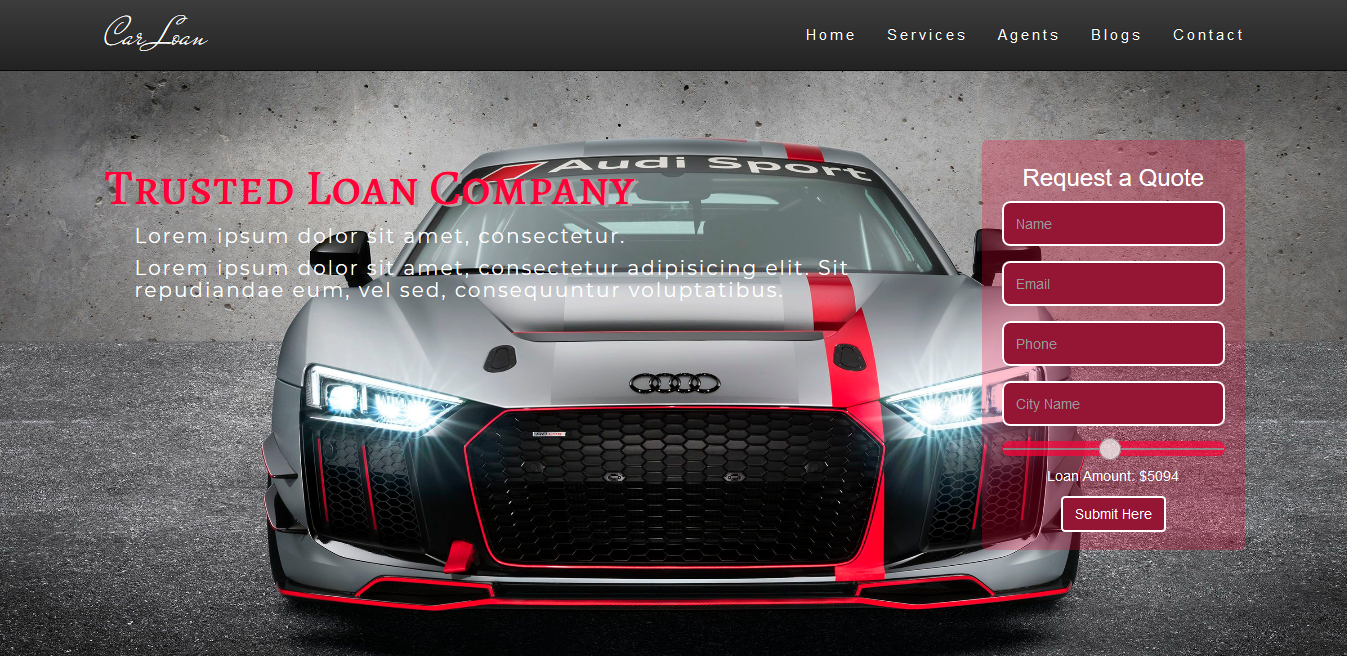 Car Loan
Home Services Agents Blogs Contact
Audi Sport
Trusted Loan Company
Lorem ipsum dolor sit amet, consectetur.
Lorem ipsum dolor sit amet, consectetur adipisicing elit. Sit
repudiandae eum, vel sed, consequuntur voluptatibus.
Request a Quote
Name
Email
Phone
City Name
Loan Amount: $5094
Submit Here